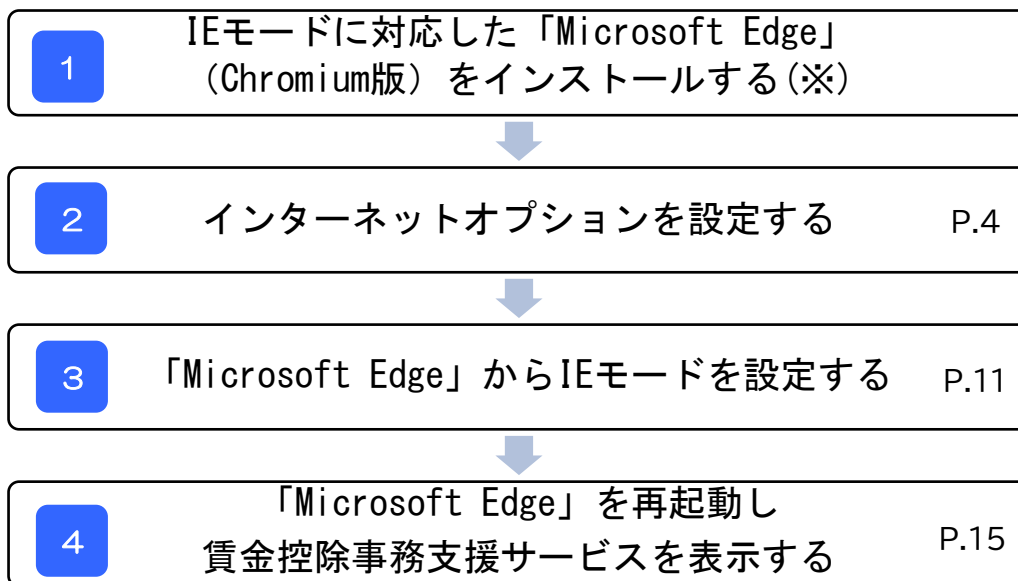 1
IEモードに対応した「Microsoft Edge」
（Chromium版）をインストールする(※)
2
インターネットオプションを設定する
P.4
3
「Microsoft Edge」からIEモードを設定する
P.11
4
「Microsoft Edge」を再起動し
賃金控除事務支援サービスを表示する
P.15